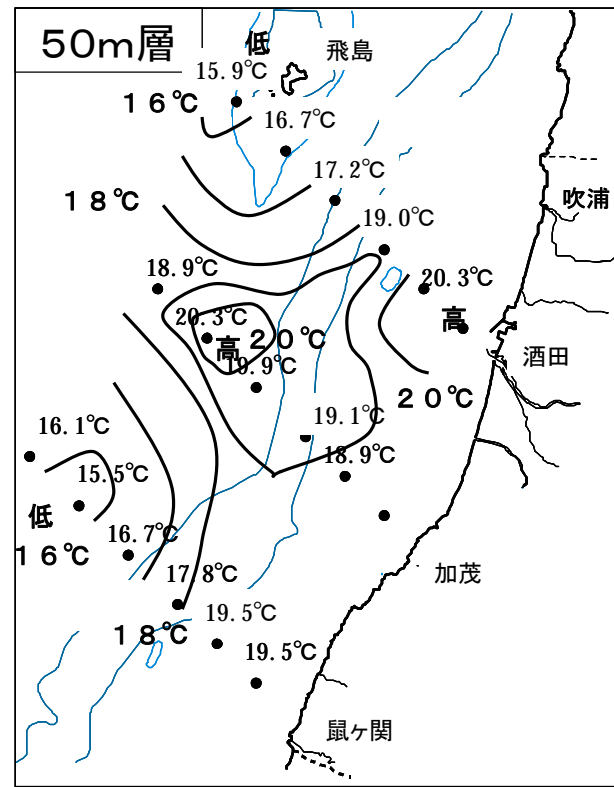 50m層
低
飛島
15.9℃
16℃
16.7℃
17.2℃
18℃
吹浦
19.0℃
18.9℃
20.3℃
20.3℃
高
高
20℃
酒田
19.9℃
20℃
19.1℃
16.1℃
18.9℃
15.5℃
低
16℃
16.7℃
加茂
17.8℃
18℃
19.5℃
19.5℃
鼠ヶ関